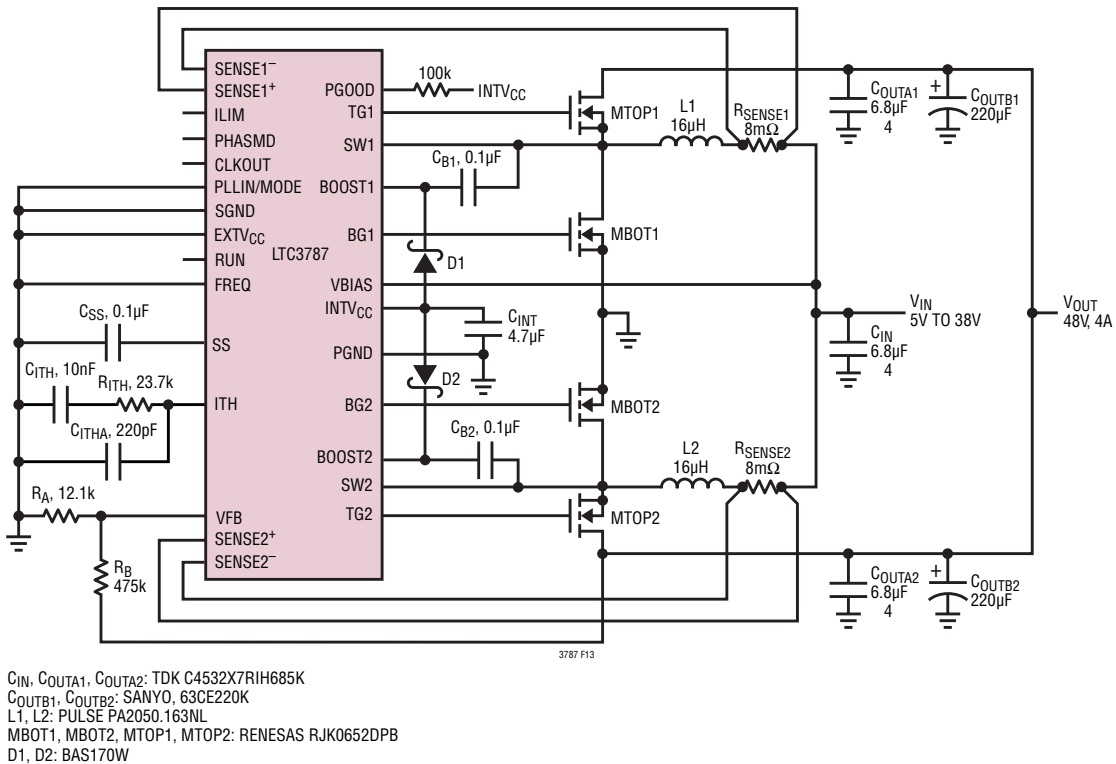 SENSE1–
SENSE1+
ILIM
PHASMD
CLKOUT
PLLIN/MODE
SGND
EXTVCC
RUN
FREQ
SS
ITH
VFB
SENSE2+
SENSE2–
LTC3787
PGOOD
TG1
SW1
BOOST1
BG1
VBIAS
INTVCC
PGND
BG2
BOOST2
SW2
TG2
100k
INTVCC
CB1, 0.1µF
D1
CINT
4.7µF
D2
CB2, 0.1µF
CSS, 0.1µF
CITH, 10nF
RITH, 23.7k
CITHA, 220pF
RA, 12.1k
RB
475k
MTOP1
MBOT1
MBOT2
MTOP2
L1
16µH
RSENSE1
8mΩ
L2
16µH
RSENSE2
8mΩ
COUTA1
6.8µF
4
+
COUTB1
220µF
VIN
5V TO 38V
CIN
6.8µF
4
VOUT
48V, 4A
COUTA2
6.8µF
4
+
COUTB2
220µF
3787 F13
CIN, COUTA1, COUTA2: TDK C4532X7RIH685K
COUTB1, COUTB2: SANYO, 63CE220K
L1, L2: PULSE PA2050.163NL
MBOT1, MBOT2, MTOP1, MTOP2: RENESAS RJK0652DPB
D1, D2: BAS170W